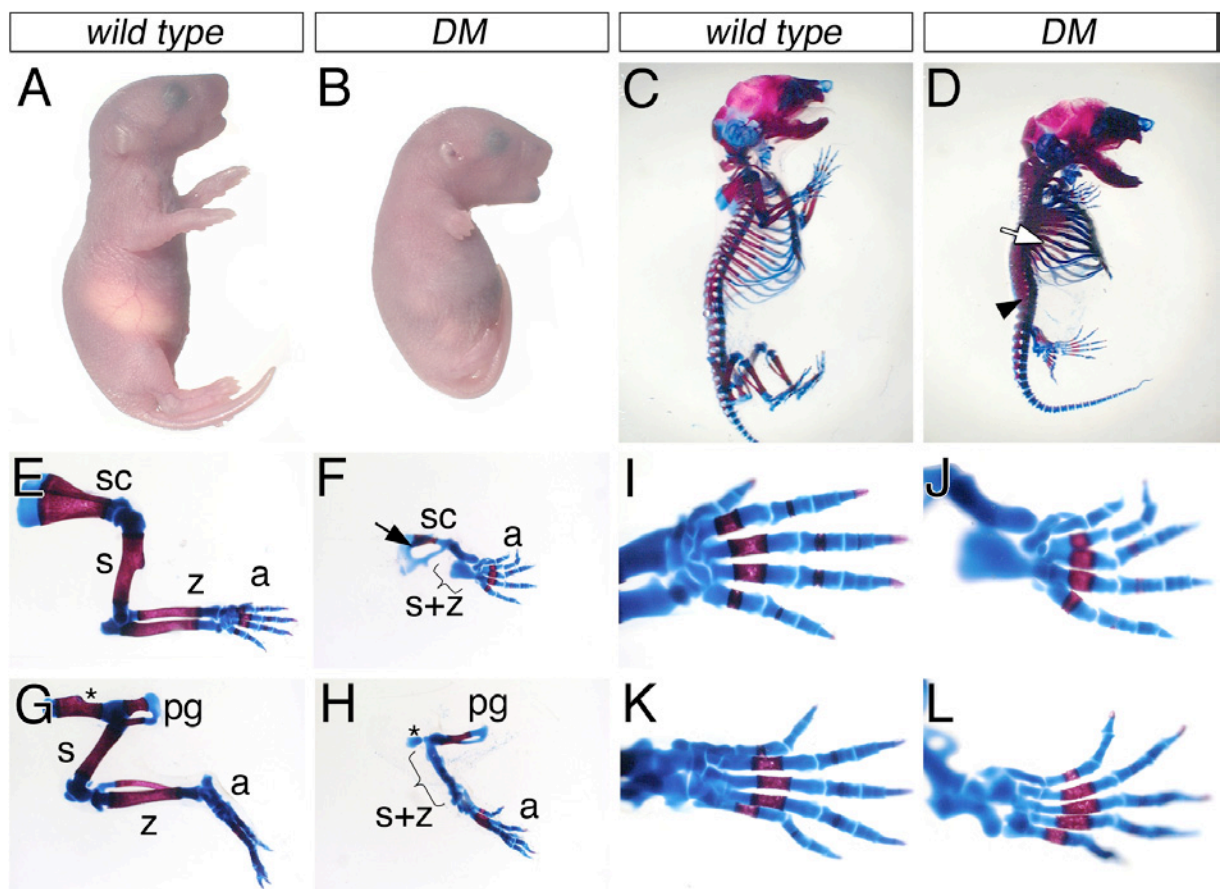 wild type DM wild type DM
A B C D
E sc s z a
F sc a s+z
I J
G * pg s z a
H * pg s+z a
K L